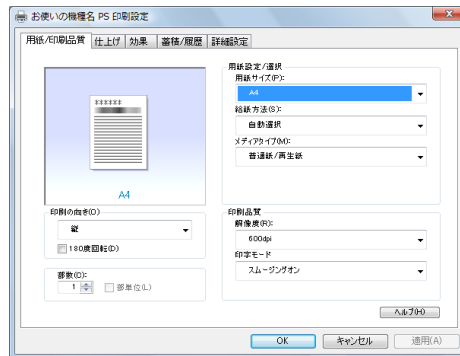 お使いの機種名 PS 印刷設定
用紙/印刷品質 仕上げ 効果 蓄積/履歴 詳細設定
xxxxxx
A4
用紙設定/選択
用紙サイズ(P):
A4
給紙方法(S):
自動選択
メディアタイプ(M):
普通紙/再生紙
印刷の向き(O)
縦
180度回転(D)
部数(C):
1 部単位(L)
印刷品質
解像度(R):
600dpi
印字モード
スムージングオン
ヘルプ(H)
OK キャンセル 適用(A)